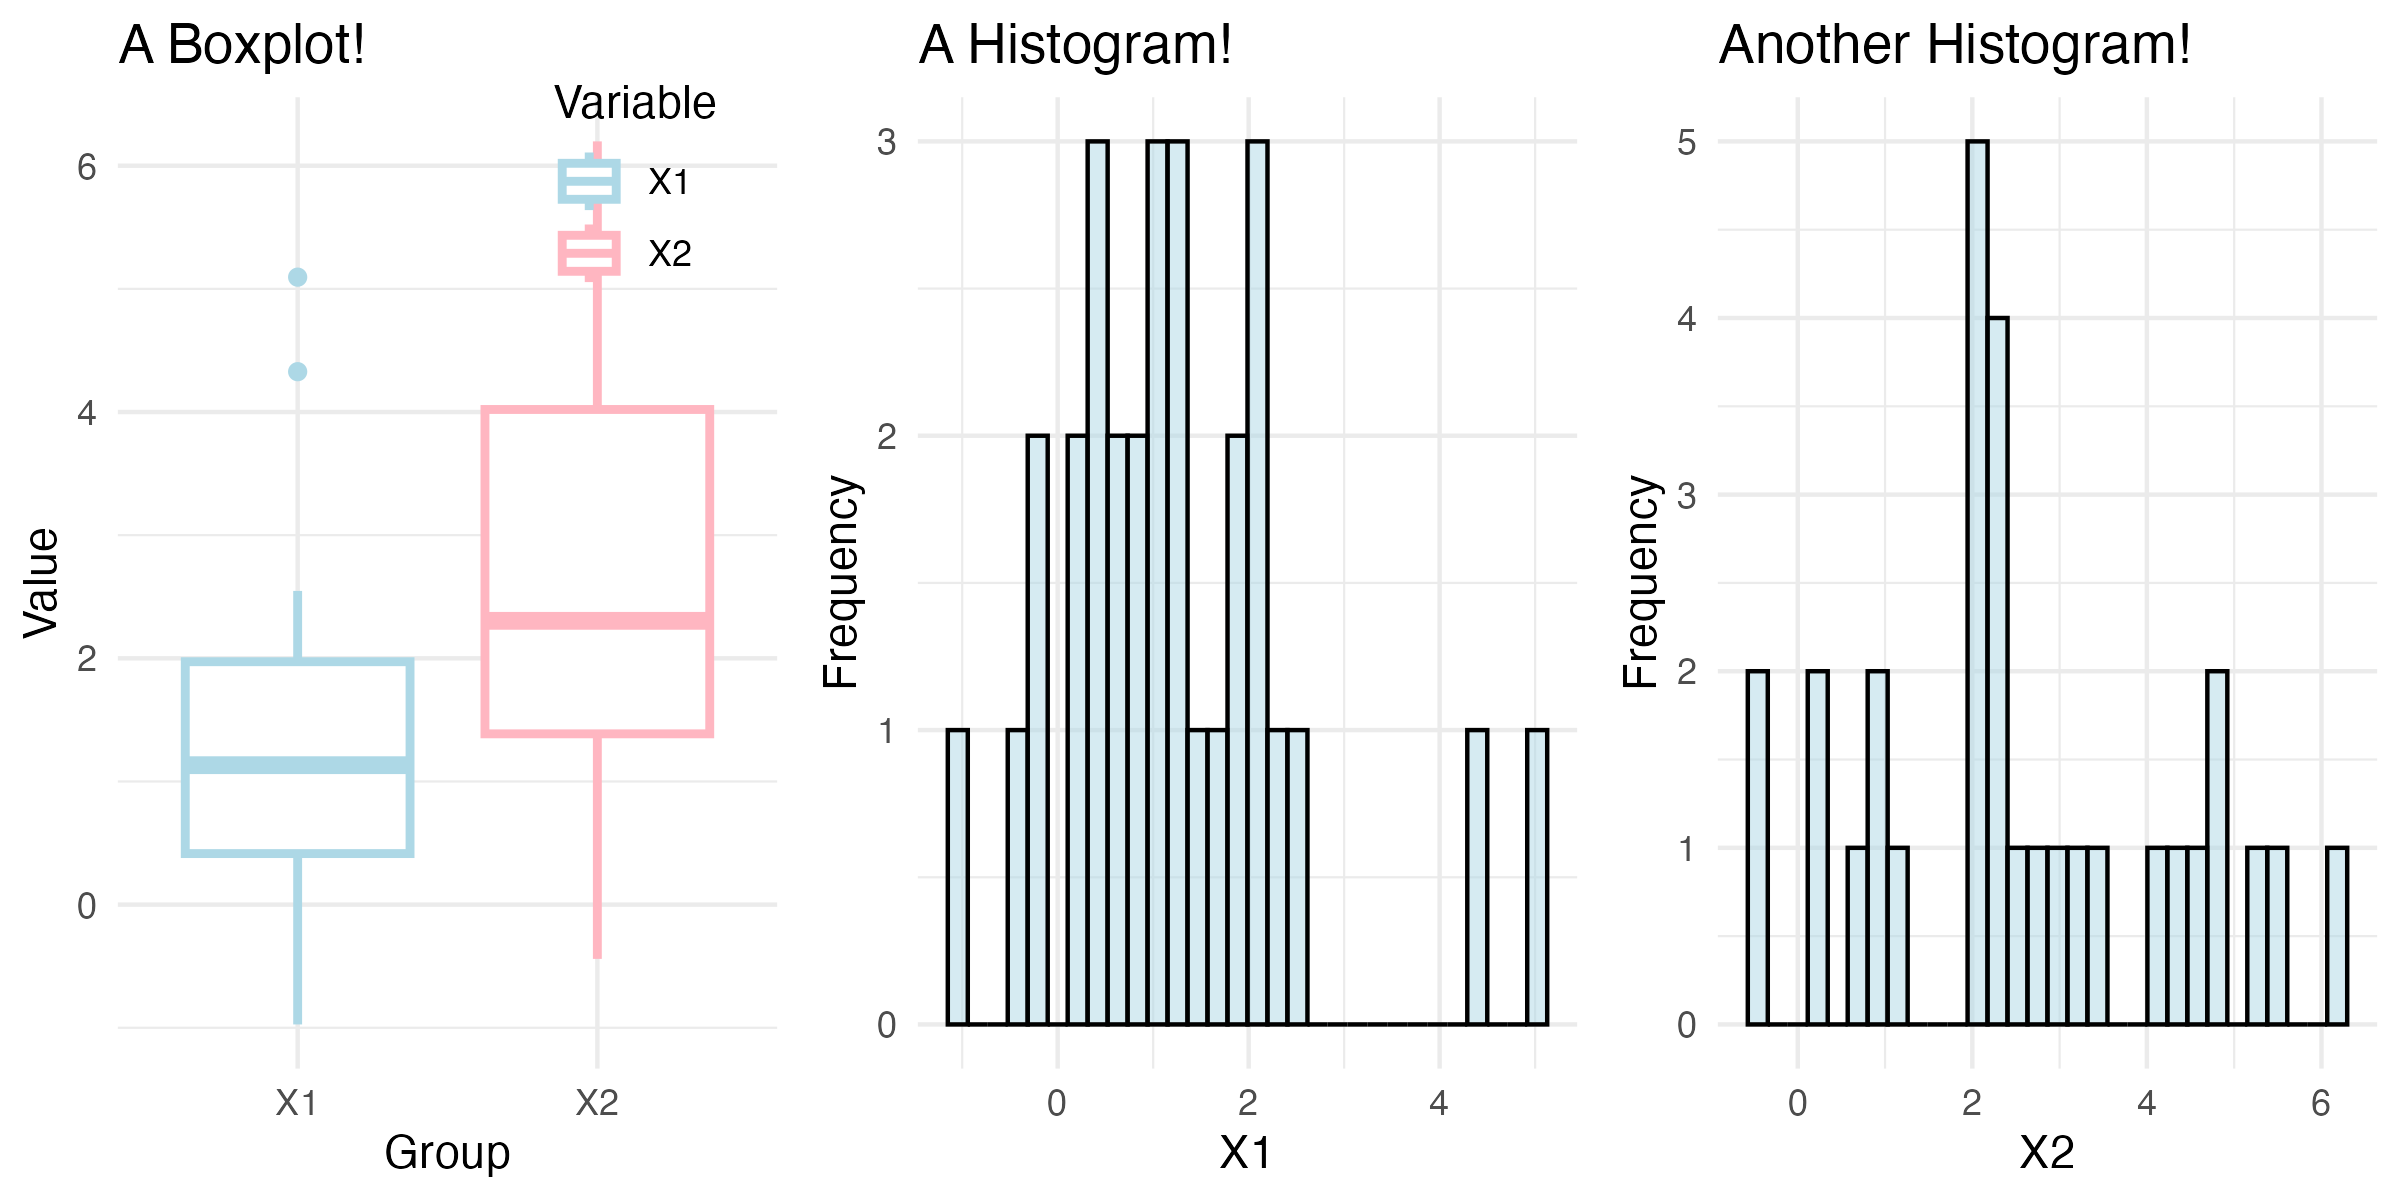 A Boxplot!
Variable
X1
X2
6
4
2
0
Value
X1 X2
Group
A Histogram!
3
2
1
0
Frequency
0 2 4
X1
Another Histogram!
5
4
3
2
1
0
Frequency
0 2 4 6
X2